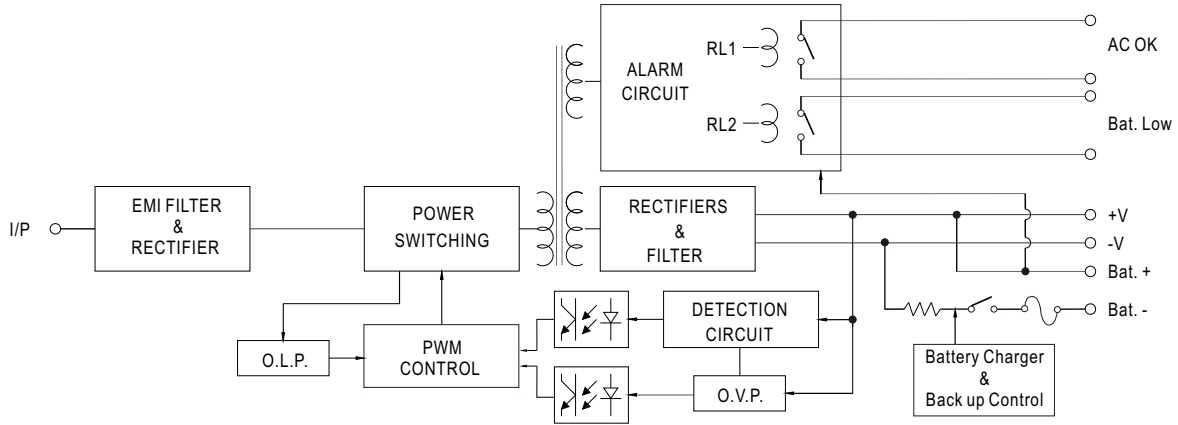 RL1
AC OK
ALARM
CIRCUIT
RL2
Bat. Low
I/P
EMI FILTER
&
RECTIFIER
POWER
SWITCHING
RECTIFIERS
&
FILTER
+V
-V
Bat. +
Bat. -
O.L.P.
PWM
CONTROL
DETECTION
CIRCUIT
O.V.P.
Battery Charger
&
Back up Control